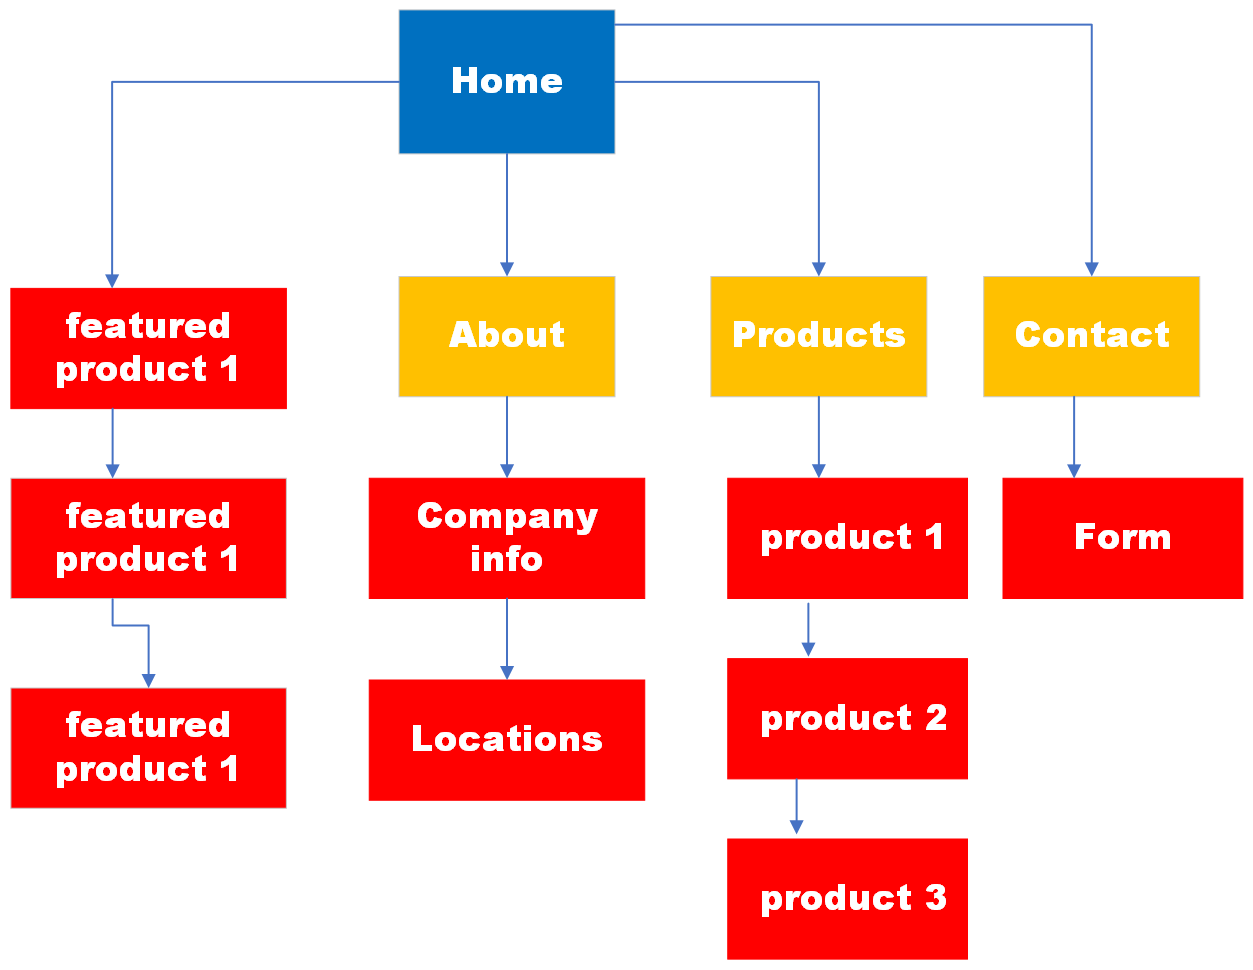 Home
featured
product 1
About
Products
Contact
featured
product 1
Company
info
product 1
Form
featured
product 1
Locations
product 2
product 3